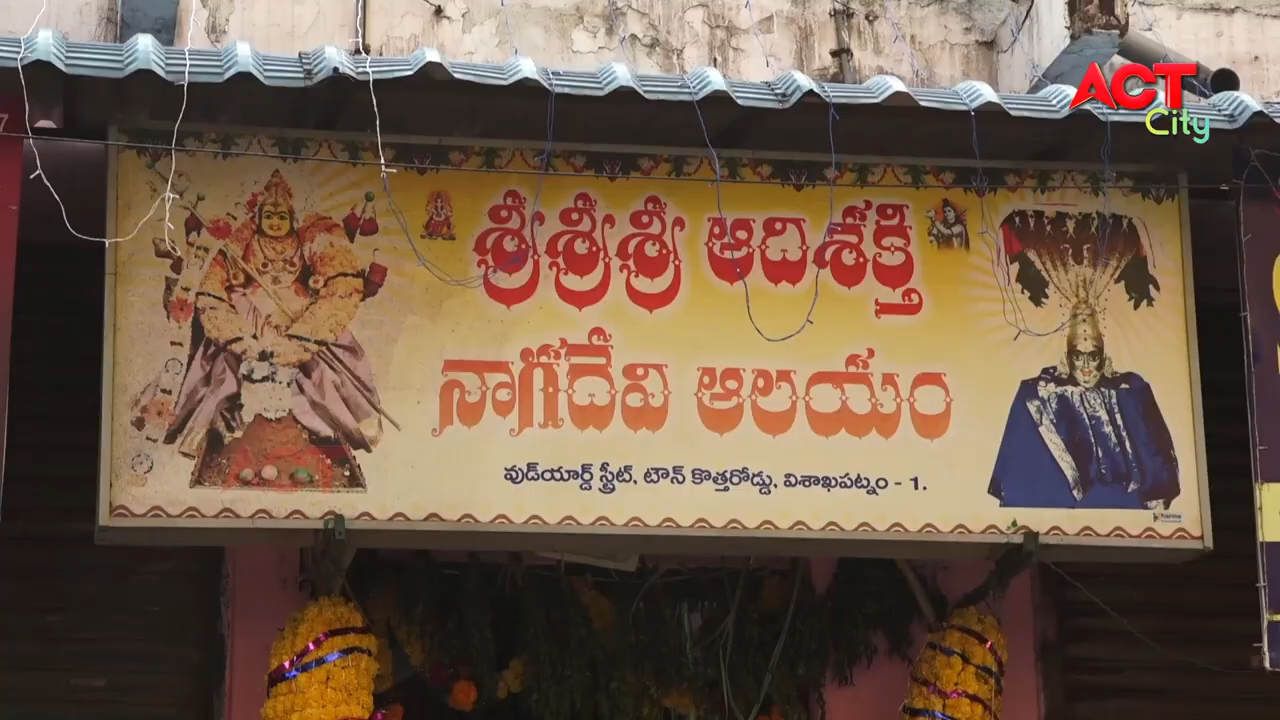 ACT
City
శ్రీశ్రీశ్రీ ఆదిశక్తి
నాగదేవి ఆలయం
వుడ్‌యార్డ్ స్ట్రీట్, టౌన్ కొత్తరోడ్డు, విశాఖపట్నం - 1.